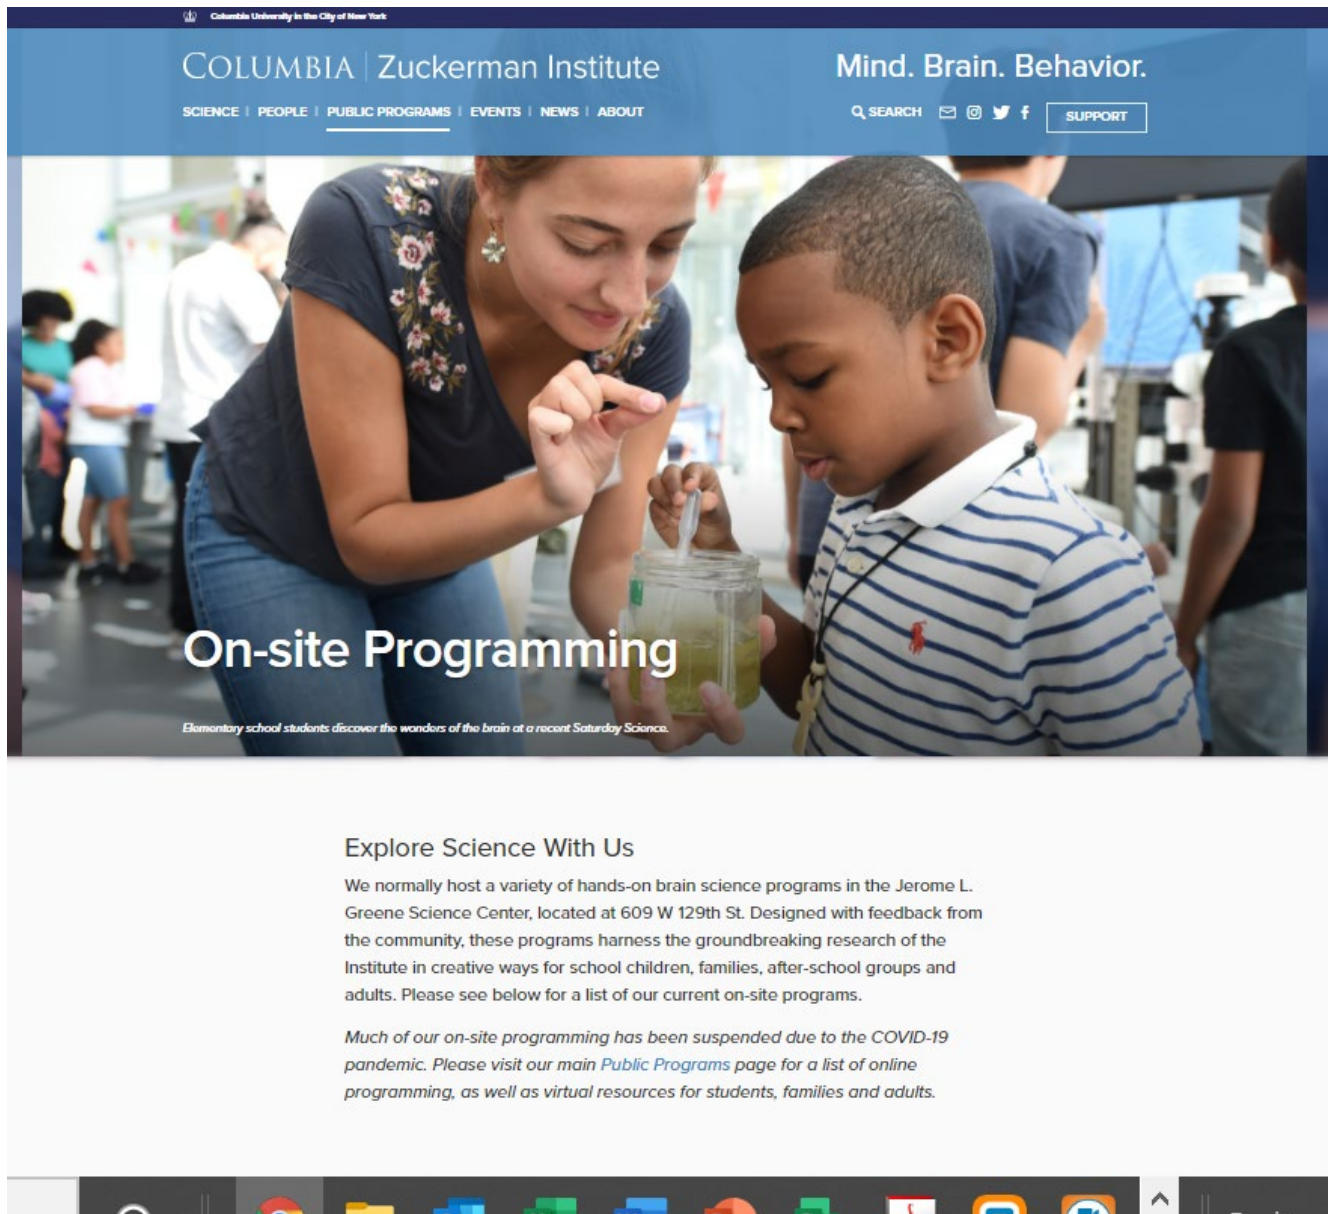 Columbia University in the City of New York
COLUMBIA | Zuckerman Institute
Mind. Brain. Behavior.
SCIENCE | PEOPLE | PUBLIC PROGRAMS | EVENTS | NEWS | ABOUT
SEARCH
SUPPORT
On-site Programming
Elementary school students discover the wonders of the brain at a recent Saturday Science.
Explore Science With Us
We normally host a variety of hands-on brain science programs in the Jerome L.
Greene Science Center, located at 609 W 129th St. Designed with feedback from
the community, these programs harness the groundbreaking research of the
Institute in creative ways for school children, families, after-school groups and
adults. Please see below for a list of our current on-site programs.
Much of our on-site programming has been suspended due to the COVID-19
pandemic. Please visit our main Public Programs page for a list of online
programming, as well as virtual resources for students, families and adults.